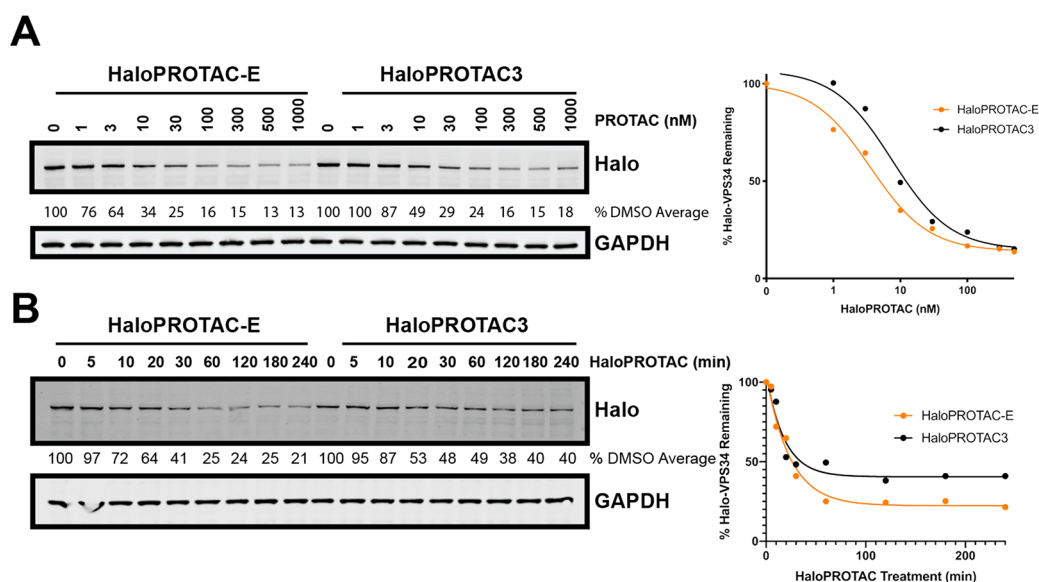 A
HaloPROTAC-E HaloPROTAC3
0 1 3 10 30 100 300 500 1000 0 1 3 10 30 100 300 500 1000 PROTAC (nM)
Halo
100 76 64 34 25 16 15 13 13 100 100 87 49 29 24 16 15 18 % DMSO Average
GAPDH
% Halo-VPS34 Remaining
100
50
0
0 1 10 100
HaloPROTAC (nM)
HaloPROTAC-E
HaloPROTAC3
B
HaloPROTAC-E HaloPROTAC3
0 5 10 20 30 60 120 180 240 0 5 10 20 30 60 120 180 240 HaloPROTAC (min)
Halo
100 97 72 64 41 25 24 25 21 100 95 87 53 48 49 38 40 40 % DMSO Average
GAPDH
% Halo-VPS34 Remaining
100
50
0
0 100 200
HaloPROTAC Treatment (min)
HaloPROTAC-E
HaloPROTAC3